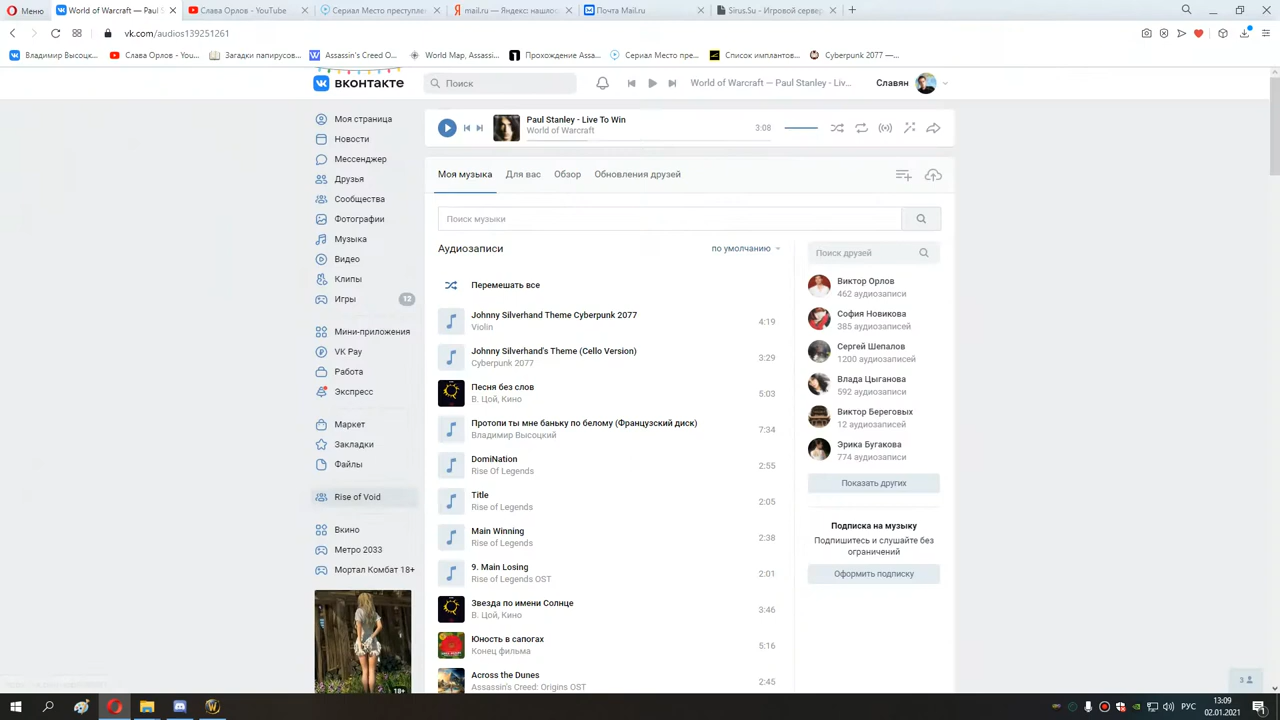 Меню
World of Warcraft — Paul S
Слава Орлов - YouTube
Сериал Место преступлен
mail.ru — Яндекс: нашлос
Почта Mail.ru
Sirus.Su - Игровой сервер
vk.com/audios139251261
Владимир Высоцк...
Слава Орлов - You...
Загадки папирусов...
Assassin's Creed O...
World Map, Assassi...
Прохождение Assa...
Сериал Место пре...
Список имплантов...
Cyberpunk 2077 —...
вконтакте
Поиск
World of Warcraft — Paul Stanley - Liv...
Славян
Paul Stanley - Live To Win
World of Warcraft
3:08
Моя страница
Новости
Мессенджер
Друзья
Сообщества
Фотографии
Музыка
Видео
Клипы
Игры
12
Мини-приложения
VK Pay
Работа
Экспресс
Маркет
Закладки
Файлы
Rise of Void
Вкино
Метро 2033
Мортал Комбат 18+
18+
Моя музыка
Для вас
Обзор
Обновления друзей
Поиск музыки
Аудиозаписи
по умолчанию
Перемешать все
Johnny Silverhand Theme Cyberpunk 2077
Violin
4:19
Johnny Silverhand's Theme (Cello Version)
Cyberpunk 2077
3:29
Песня без слов
В. Цой, Кино
5:03
Протопи ты мне баньку по белому (Французский диск)
Владимир Высоцкий
7:34
DomiNation
Rise Of Legends
2:55
Title
Rise of Legends
2:05
Main Winning
Rise of Legends
2:38
9. Main Losing
Rise of Legends OST
2:01
Звезда по имени Солнце
В. Цой, Кино
3:46
Юность в сапогах
Конец фильма
5:16
Across the Dunes
Assassin's Creed: Origins OST
2:45
Поиск друзей
Виктор Орлов
462 аудиозаписи
София Новикова
385 аудиозаписей
Сергей Шепалов
1200 аудиозаписей
Влада Цыганова
592 аудиозаписи
Виктор Береговых
12 аудиозаписей
Эрика Бугакова
774 аудиозаписи
Показать других
Подписка на музыку
Подпишитесь и слушайте без
ограничений
Оформить подписку
3
РУС
13:09
02.01.2021
1